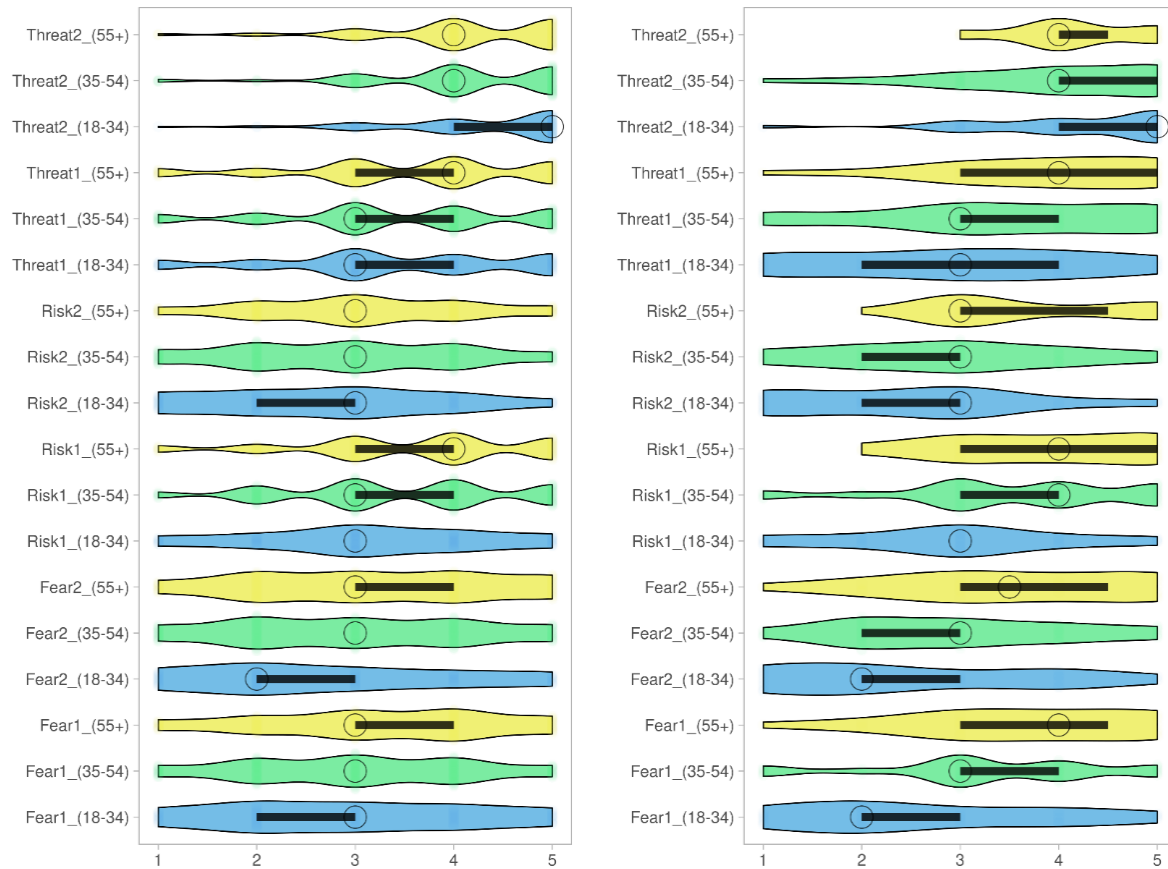 Threat2_(55+)
Threat2_(35-54)
Threat2_(18-34)
Threat1_(55+)
Threat1_(35-54)
Threat1_(18-34)
Risk2_(55+)
Risk2_(35-54)
Risk2_(18-34)
Risk1_(55+)
Risk1_(35-54)
Risk1_(18-34)
Fear2_(55+)
Fear2_(35-54)
Fear2_(18-34)
Fear1_(55+)
Fear1_(35-54)
Fear1_(18-34)
1 2 3 4 5
Threat2_(55+)
Threat2_(35-54)
Threat2_(18-34)
Threat1_(55+)
Threat1_(35-54)
Threat1_(18-34)
Risk2_(55+)
Risk2_(35-54)
Risk2_(18-34)
Risk1_(55+)
Risk1_(35-54)
Risk1_(18-34)
Fear2_(55+)
Fear2_(35-54)
Fear2_(18-34)
Fear1_(55+)
Fear1_(35-54)
Fear1_(18-34)
1 2 3 4 5